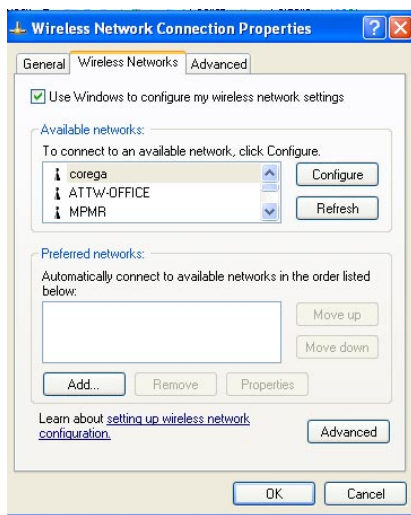 Wireless Network Connection Properties
General Wireless Networks Advanced
Use Windows to configure my wireless network settings
Available networks:
To connect to an available network, click Configure.
corega
ATTW-OFFICE
MPMR
Configure
Refresh
Preferred networks:
Automatically connect to available networks in the order listed
below:
Move up
Move down
Add... Remove Properties
Learn about setting up wireless network
configuration.
Advanced
OK Cancel